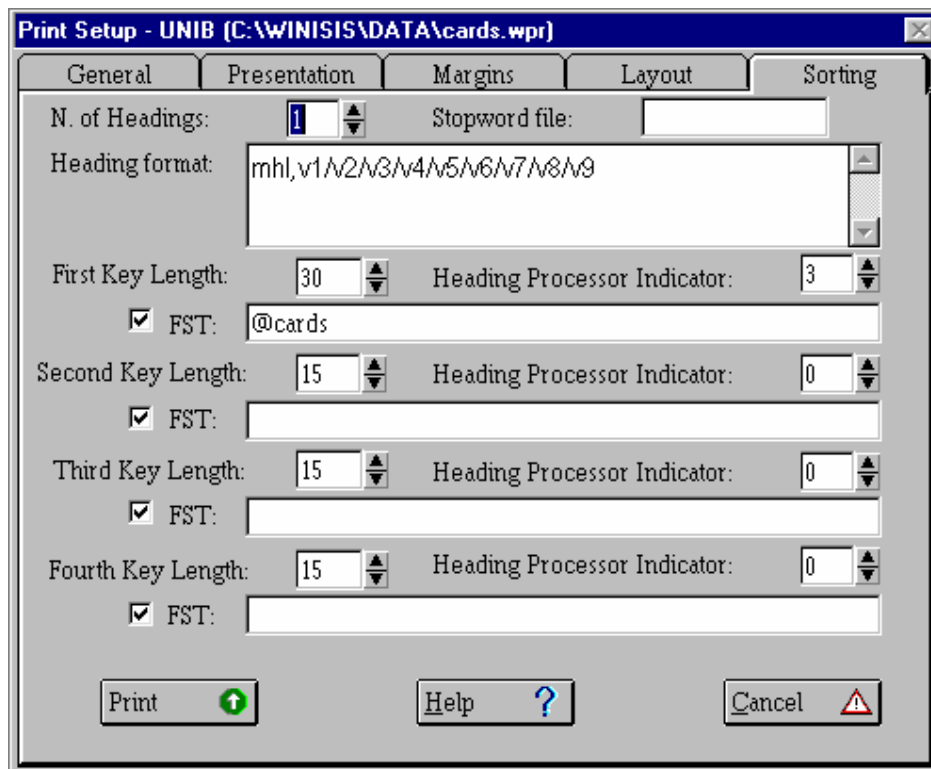 Print Setup - UNIB (C:\WINISIS\DATA\cards.wpr)
General Presentation Margins Layout Sorting
N. of Headings: 1 Stopword file:
Heading format: mhl,v1/v2/v3/v4/v5/v6/v7/v8/v9
First Key Length: 30 Heading Processor Indicator: 3
FST: @cards
Second Key Length: 15 Heading Processor Indicator: 0
FST:
Third Key Length: 15 Heading Processor Indicator: 0
FST:
Fourth Key Length: 15 Heading Processor Indicator: 0
FST:
Print Help ? Cancel